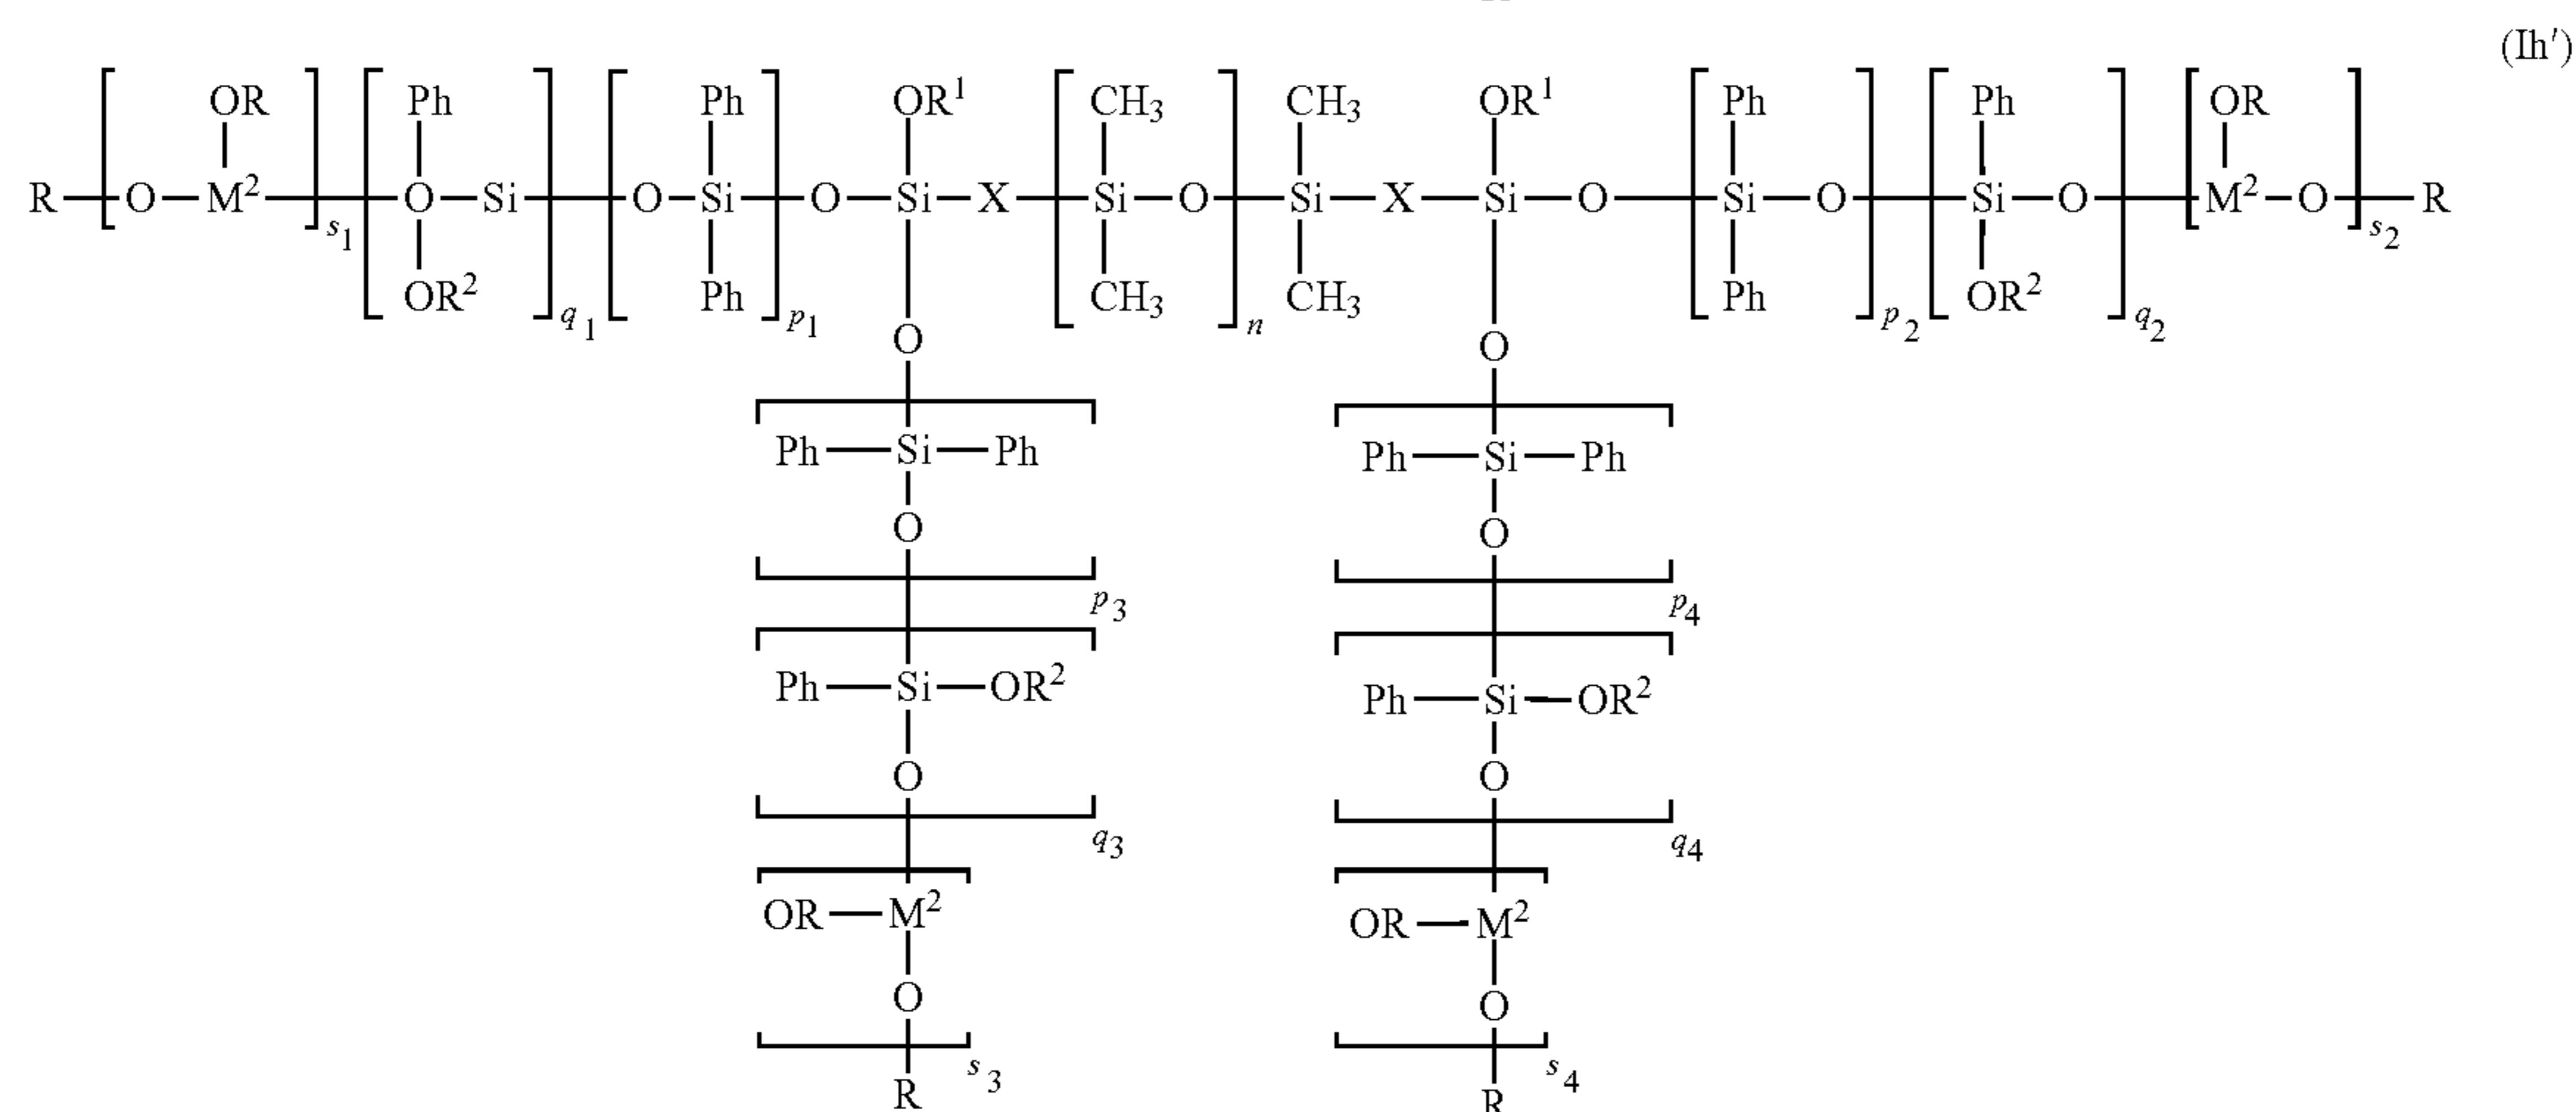 (Ih′)
OR Ph Ph OR¹ CH₃ CH₃ OR¹ Ph Ph OR
R O M² s₁ O Si q₁ O Si p₁ O Si X Si O n Si X Si O Si O p₂ Si O q₂ M² O s₂ R
OR² Ph CH₃ CH₃ Ph OR²
O O
Ph Si Ph Ph Si Ph
O O
p₃ p₄
Ph Si OR² Ph Si OR²
O O
q₃ q₄
OR M² OR M²
O O
s₃ s₄
R R